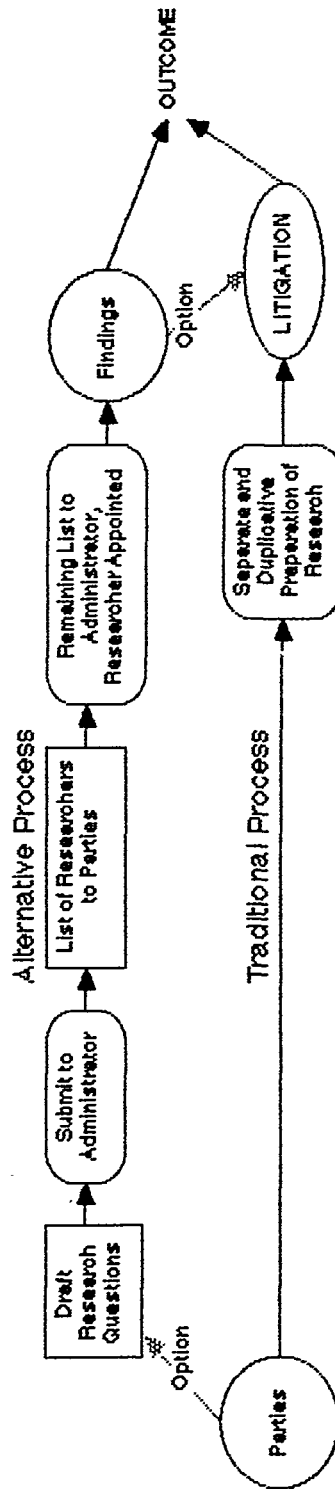 Alternative Process
Draft
Research
Questions
Submit to
Administrator
List of Researchers
to Parties
Remaining List to
Administrator,
Researcher Appointed
Findings
OUTCOME
Option
Option
Parties
Traditional Process
Separate and
Duplicative
Preparation of
Research
LITIGATION